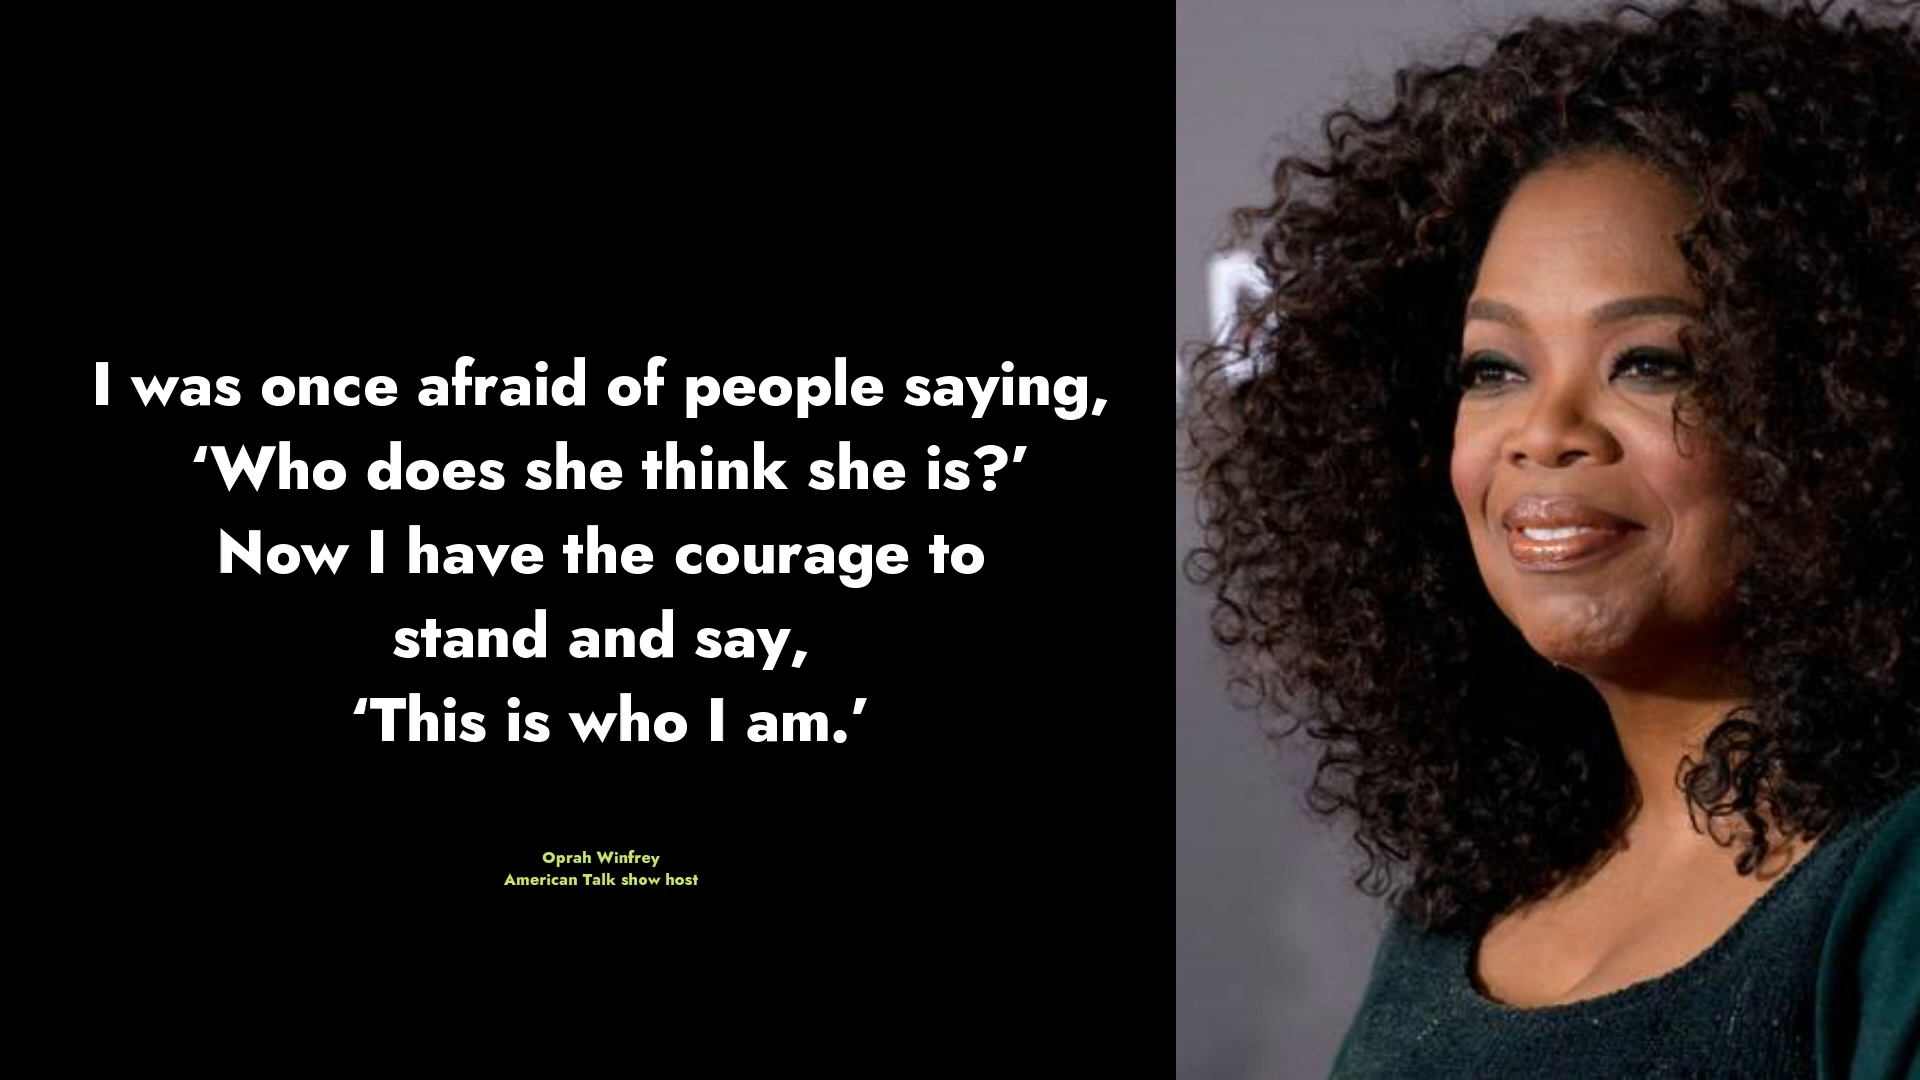 I was once afraid of people saying,
‘Who does she think she is?’
Now I have the courage to
stand and say,
‘This is who I am.’
Oprah Winfrey
American Talk show host